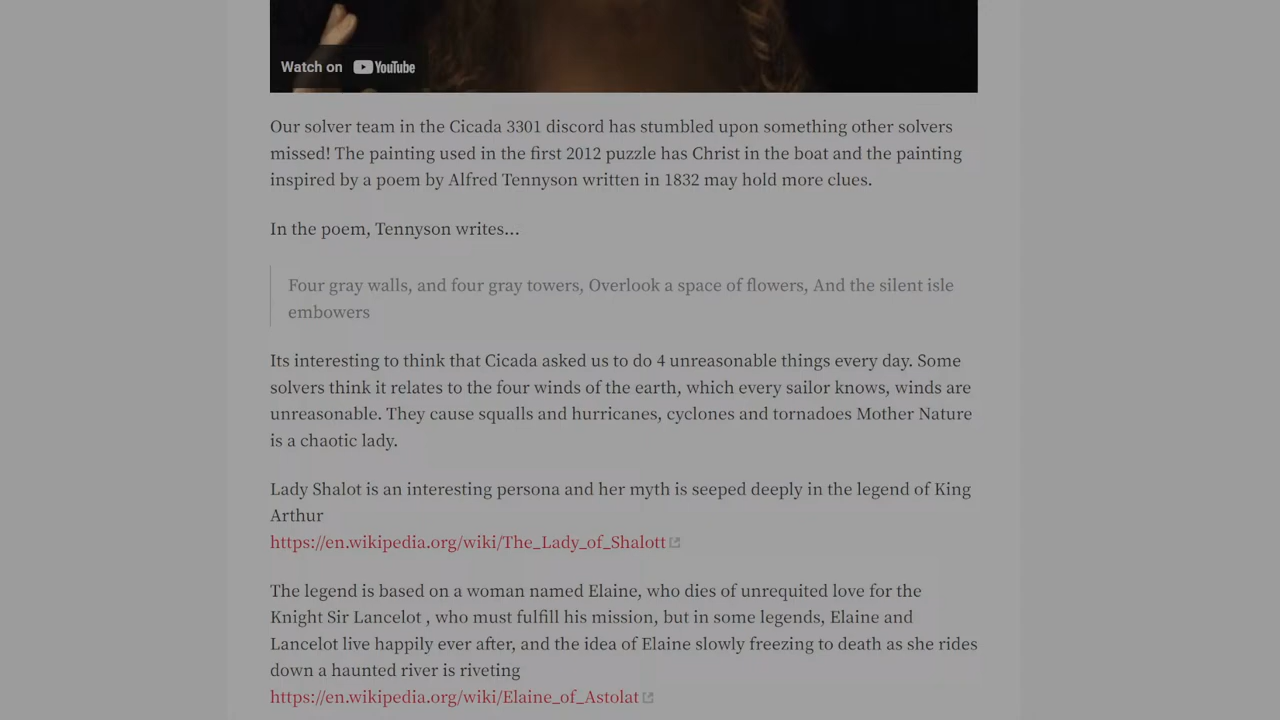 Watch on YouTube
Our solver team in the Cicada 3301 discord has stumbled upon something other solvers
missed! The painting used in the first 2012 puzzle has Christ in the boat and the painting
inspired by a poem by Alfred Tennyson written in 1832 may hold more clues.
In the poem, Tennyson writes...
Four gray walls, and four gray towers, Overlook a space of flowers, And the silent isle
embowers
Its interesting to think that Cicada asked us to do 4 unreasonable things every day. Some
solvers think it relates to the four winds of the earth, which every sailor knows, winds are
unreasonable. They cause squalls and hurricanes, cyclones and tornadoes Mother Nature
is a chaotic lady.
Lady Shalot is an interesting persona and her myth is seeped deeply in the legend of King
Arthur
https://en.wikipedia.org/wiki/The_Lady_of_Shalott
The legend is based on a woman named Elaine, who dies of unrequited love for the
Knight Sir Lancelot , who must fulfill his mission, but in some legends, Elaine and
Lancelot live happily ever after, and the idea of Elaine slowly freezing to death as she rides
down a haunted river is riveting
https://en.wikipedia.org/wiki/Elaine_of_Astolat